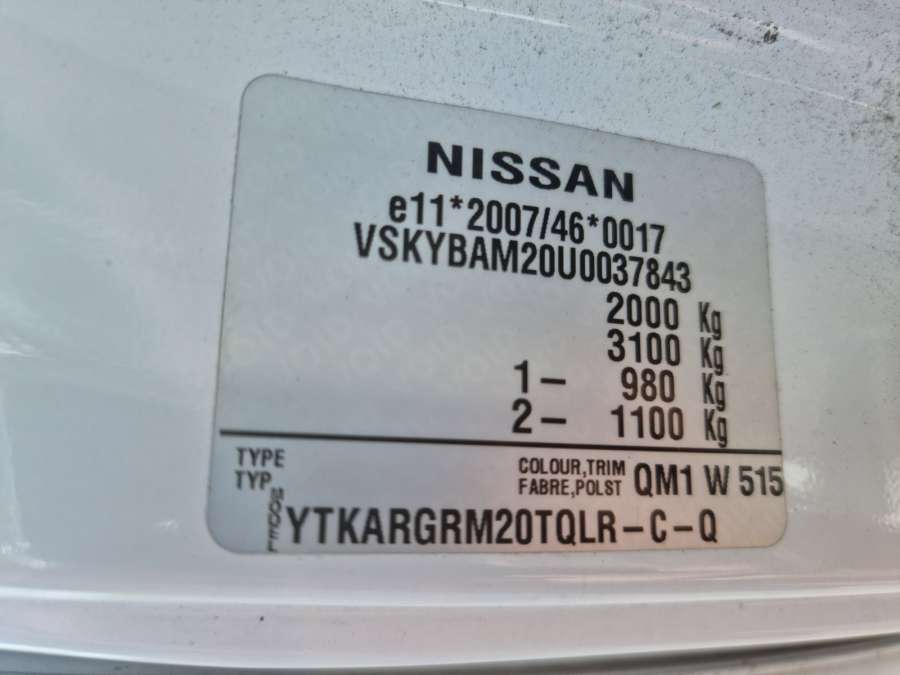 NISSAN
e11*2007/46*0017
VSKYBAM20U0037843
2000 Kg
3100 Kg
1- 980 Kg
2- 1100 Kg
TYPE COLOUR,TRIM QM1 W 515
TYP FABRE,POLST
MODEL YTKARGRM20TQLR-C-Q